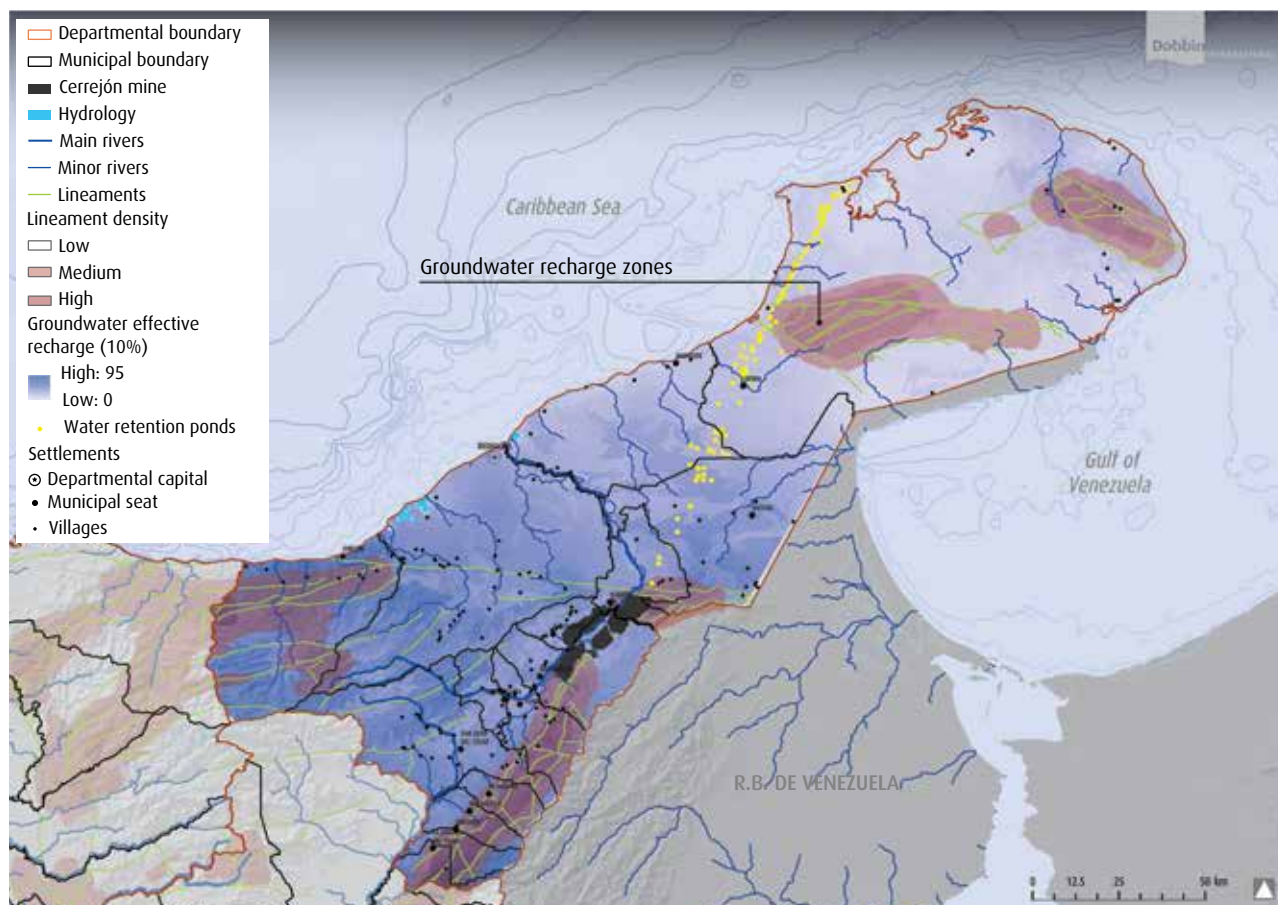 Departmental boundary
Municipal boundary
Cerrejón mine
Hydrology
Main rivers
Minor rivers
Lineaments
Lineament density
Low
Medium
High
Groundwater effective
recharge (10%)
High: 95
Low: 0
Water retention ponds
Settlements
Departmental capital
Municipal seat
Villages
Dobbin
Caribbean Sea
Groundwater recharge zones
Gulf of
Venezuela
R.B. DE VENEZUELA
0 12.5 25 50 km